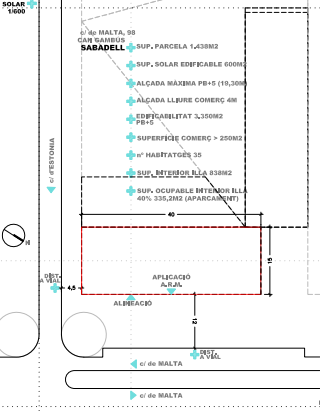 SOLAR
1/600
c/ de MALTA, 98
CAN GAMBÚS
SABADELL
SUP. PARCELA 1.438M2
SUP. SOLAR EDIFICABLE 600M2
ALÇADA MÀXIMA PB+5 (19,30M)
ALÇADA LLIURE COMERÇ 4M
EDIFICABILITAT 3.350M2
PB+5
SUPERFICIE COMERÇ > 250M2
nº HABITATGES 35
SUP. INTERIOR ILLA 838M2
SUP. OCUPABLE INTERIOR ILLA
40% 335,2M2 (APARCAMENT)
c/ d'ESTONIA
40
15
N
DIST.
A VIAL
4,5
APLICACIÓ
A.R.M.
ALINEACIÓ
12
DIST.
A VIAL
c/ de MALTA
c/ de MALTA